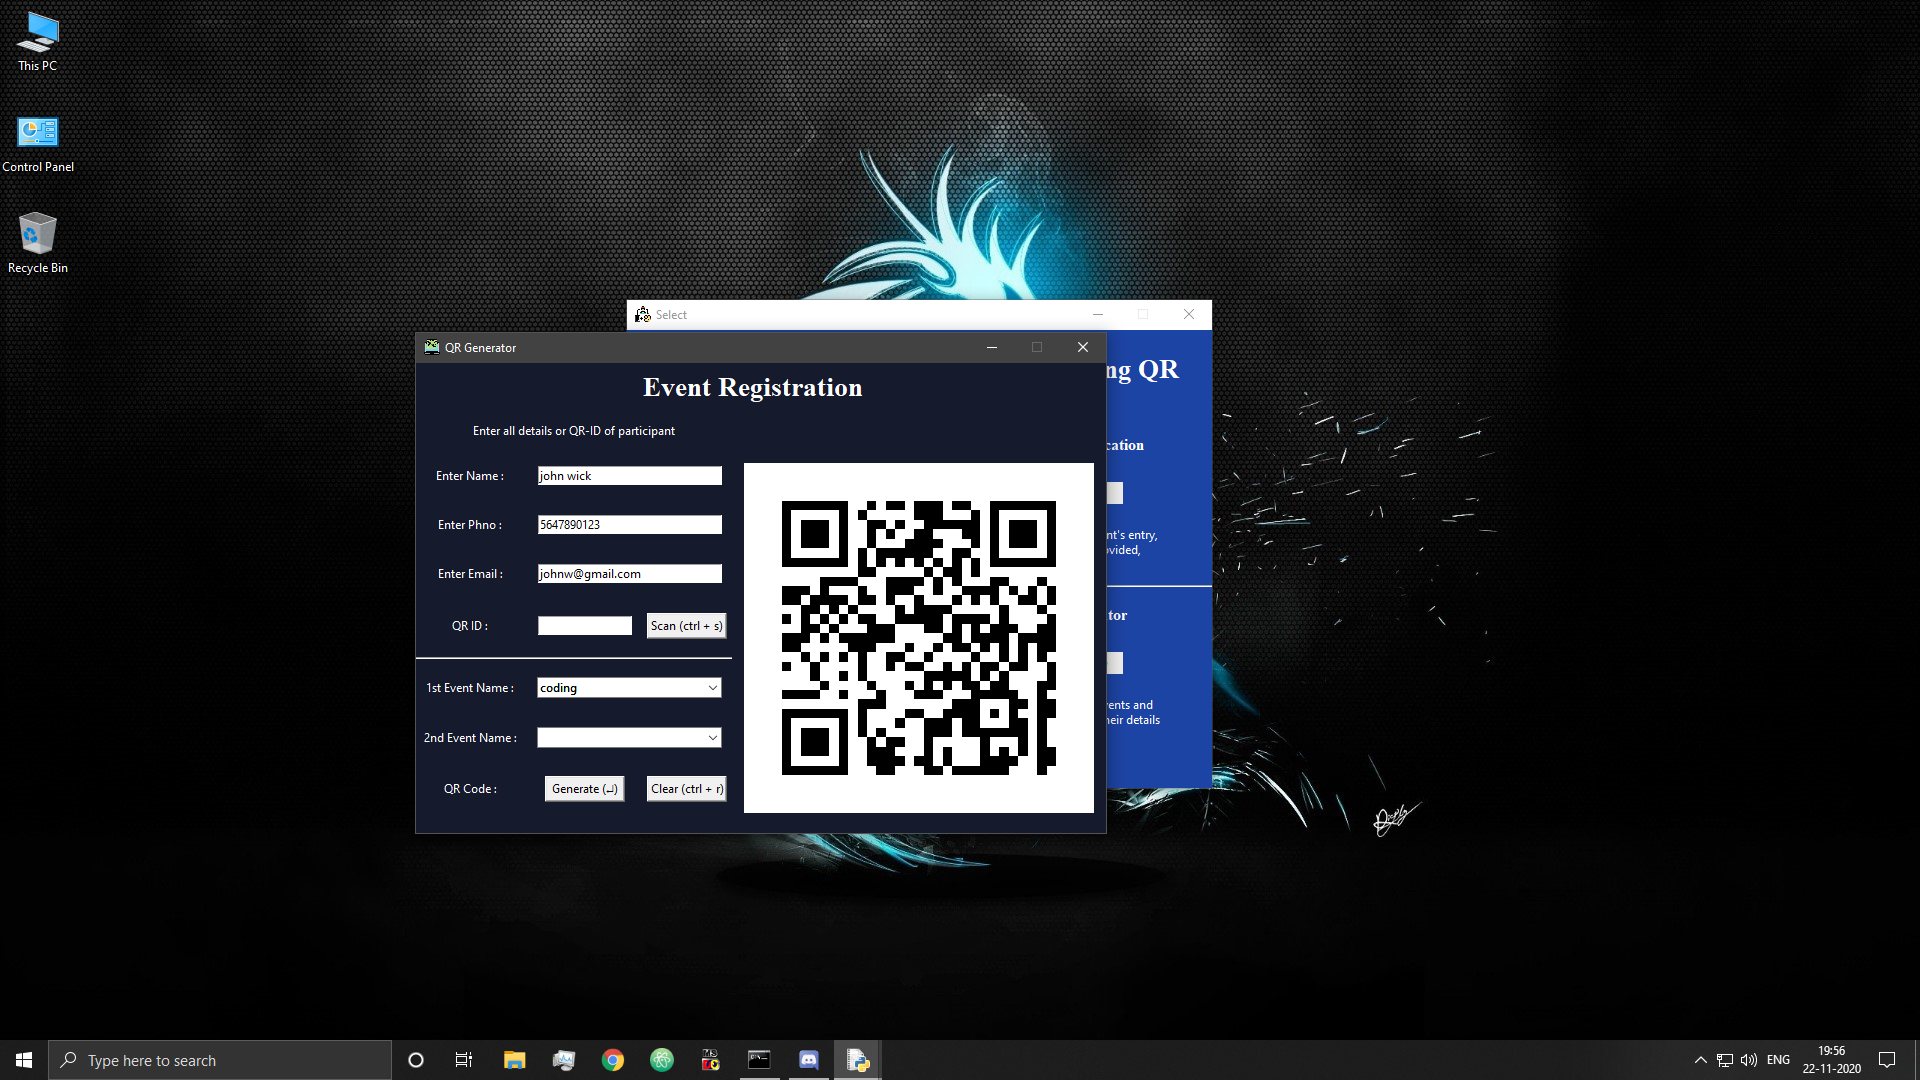 This PC
Control Panel
Recycle Bin
Select
ng QR
cation
nt's entry,
ovided,
tor
ents and
heir details
QR Generator
Event Registration
Enter all details or QR-ID of participant
Enter Name : john wick
Enter Phno : 5647890123
Enter Email : johnw@gmail.com
QR ID : Scan (ctrl + s)
1st Event Name : coding
2nd Event Name :
QR Code : Generate (↵) Clear (ctrl + r)
Type here to search
ENG
19:56
22-11-2020